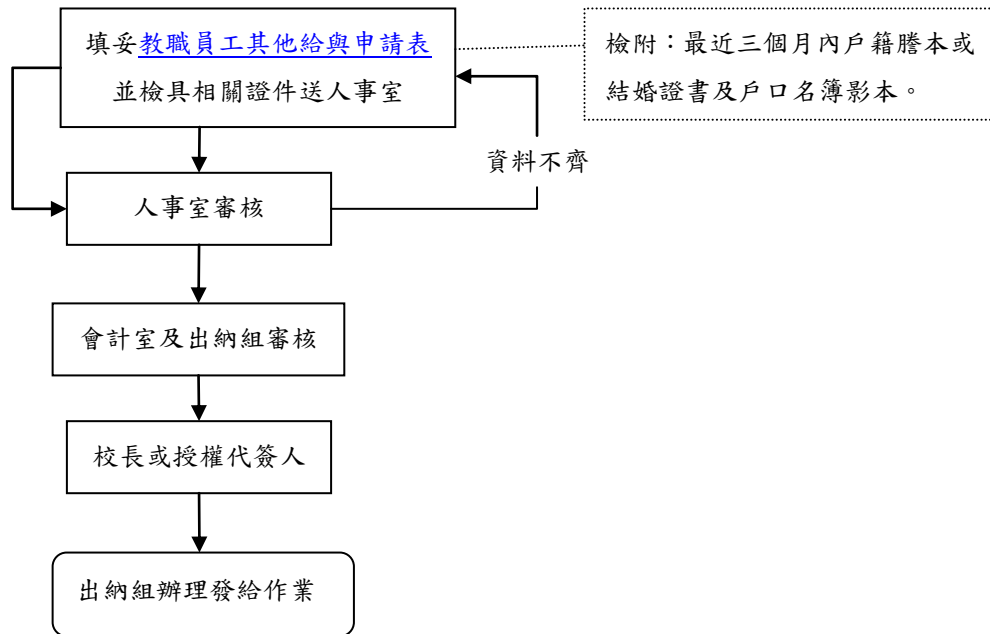 填妥教職員工其他給與申請表
並檢具相關證件送人事室
檢附：最近三個月內戶籍謄本或
結婚證書及戶口名簿影本。
資料不齊
人事室審核
會計室及出納組審核
校長或授權代簽人
出納組辦理發給作業